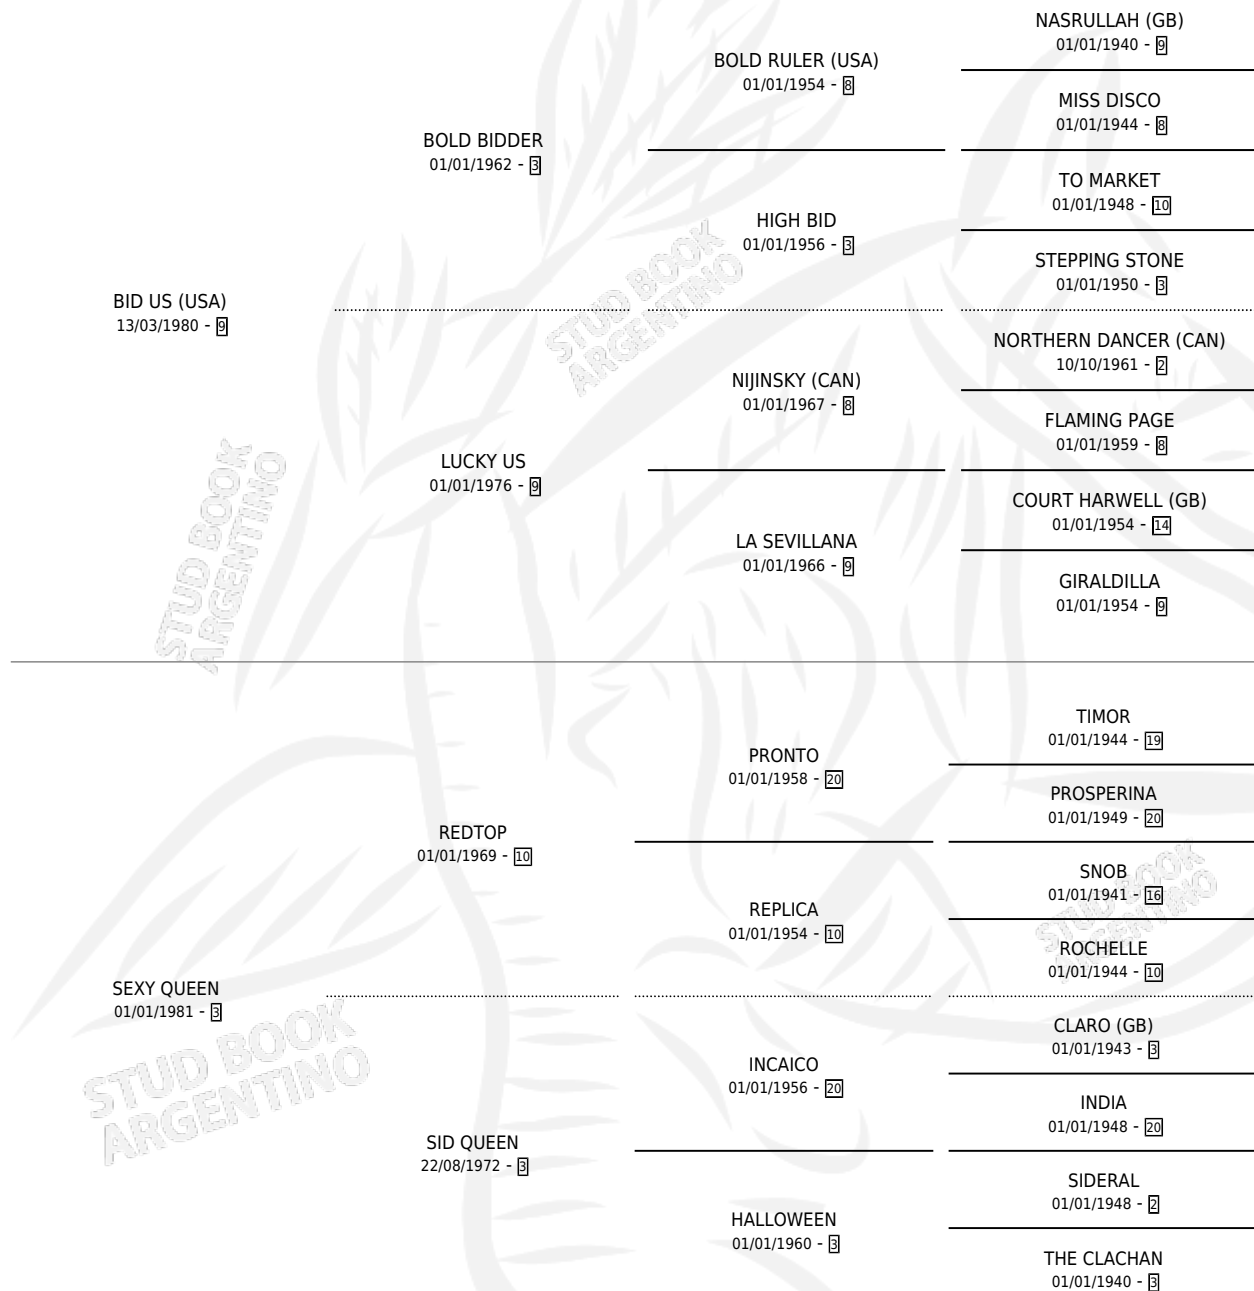 NASRULLAH (GB)
01/01/1940 - 9
BOLD RULER (USA)
01/01/1954 - 8
MISS DISCO
01/01/1944 - 8
BOLD BIDDER
01/01/1962 - 3
TO MARKET
01/01/1948 - 10
HIGH BID
01/01/1956 - 3
STEPPING STONE
01/01/1950 - 3
BID US (USA)
13/03/1980 - 9
STUD BOOK
ARGENTINO
NORTHERN DANCER (CAN)
10/10/1961 - 2
NIJINSKY (CAN)
01/01/1967 - 8
FLAMING PAGE
01/01/1959 - 8
LUCKY US
01/01/1976 - 9
COURT HARWELL (GB)
01/01/1954 - 14
LA SEVILLANA
01/01/1966 - 9
GIRALDILLA
01/01/1954 - 9
STUD BOOK
ARGENTINO
TIMOR
01/01/1944 - 19
PRONTO
01/01/1958 - 20
PROSPERINA
01/01/1949 - 20
REDTOP
01/01/1969 - 10
SNOB
01/01/1941 - 16
REPLICA
01/01/1954 - 10
ROCHELLE
01/01/1944 - 10
STUD BOOK
ARGENTINO
SEXY QUEEN
01/01/1981 - 3
CLARO (GB)
01/01/1943 - 3
INCAICO
01/01/1956 - 20
INDIA
01/01/1948 - 20
SID QUEEN
22/08/1972 - 3
SIDERAL
01/01/1948 - 2
HALLOWEEN
01/01/1960 - 3
THE CLACHAN
01/01/1940 - 3
STUD BOOK
ARGENTINO